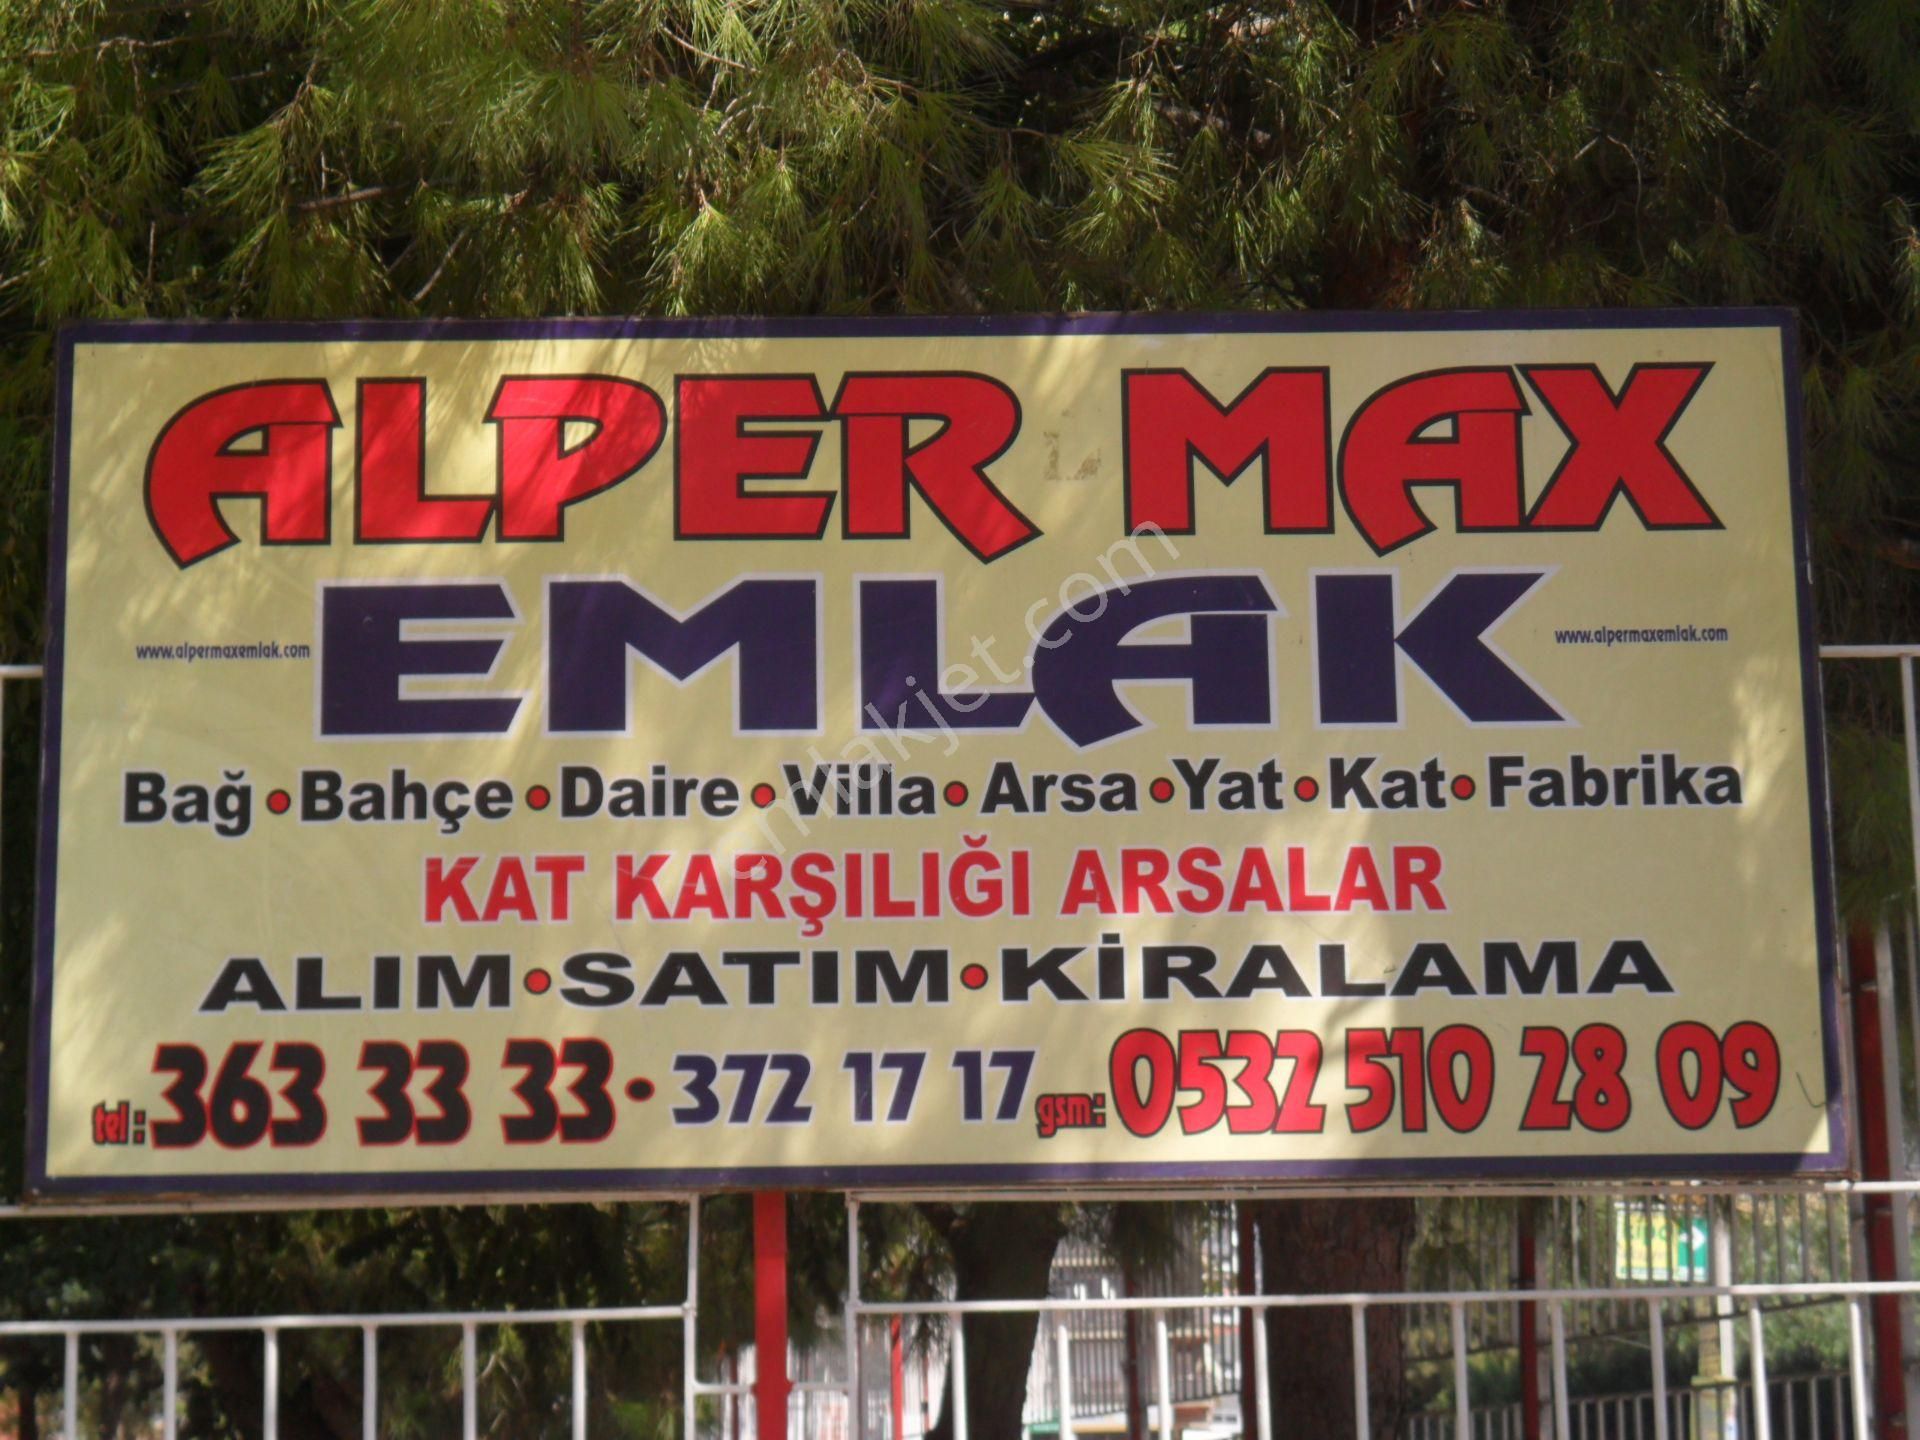 ALPER MAX
EMLAK
www.alpermaxemlak.com
www.alpermaxemlak.com
Bağ • Bahçe • Daire • Villa • Arsa • Yat • Kat • Fabrika
KAT KARŞILIĞI ARSALAR
ALIM • SATIM • KİRALAMA
tel: 363 33 33 • 372 17 17 gsm: 0532 510 28 09
emlakjet.com